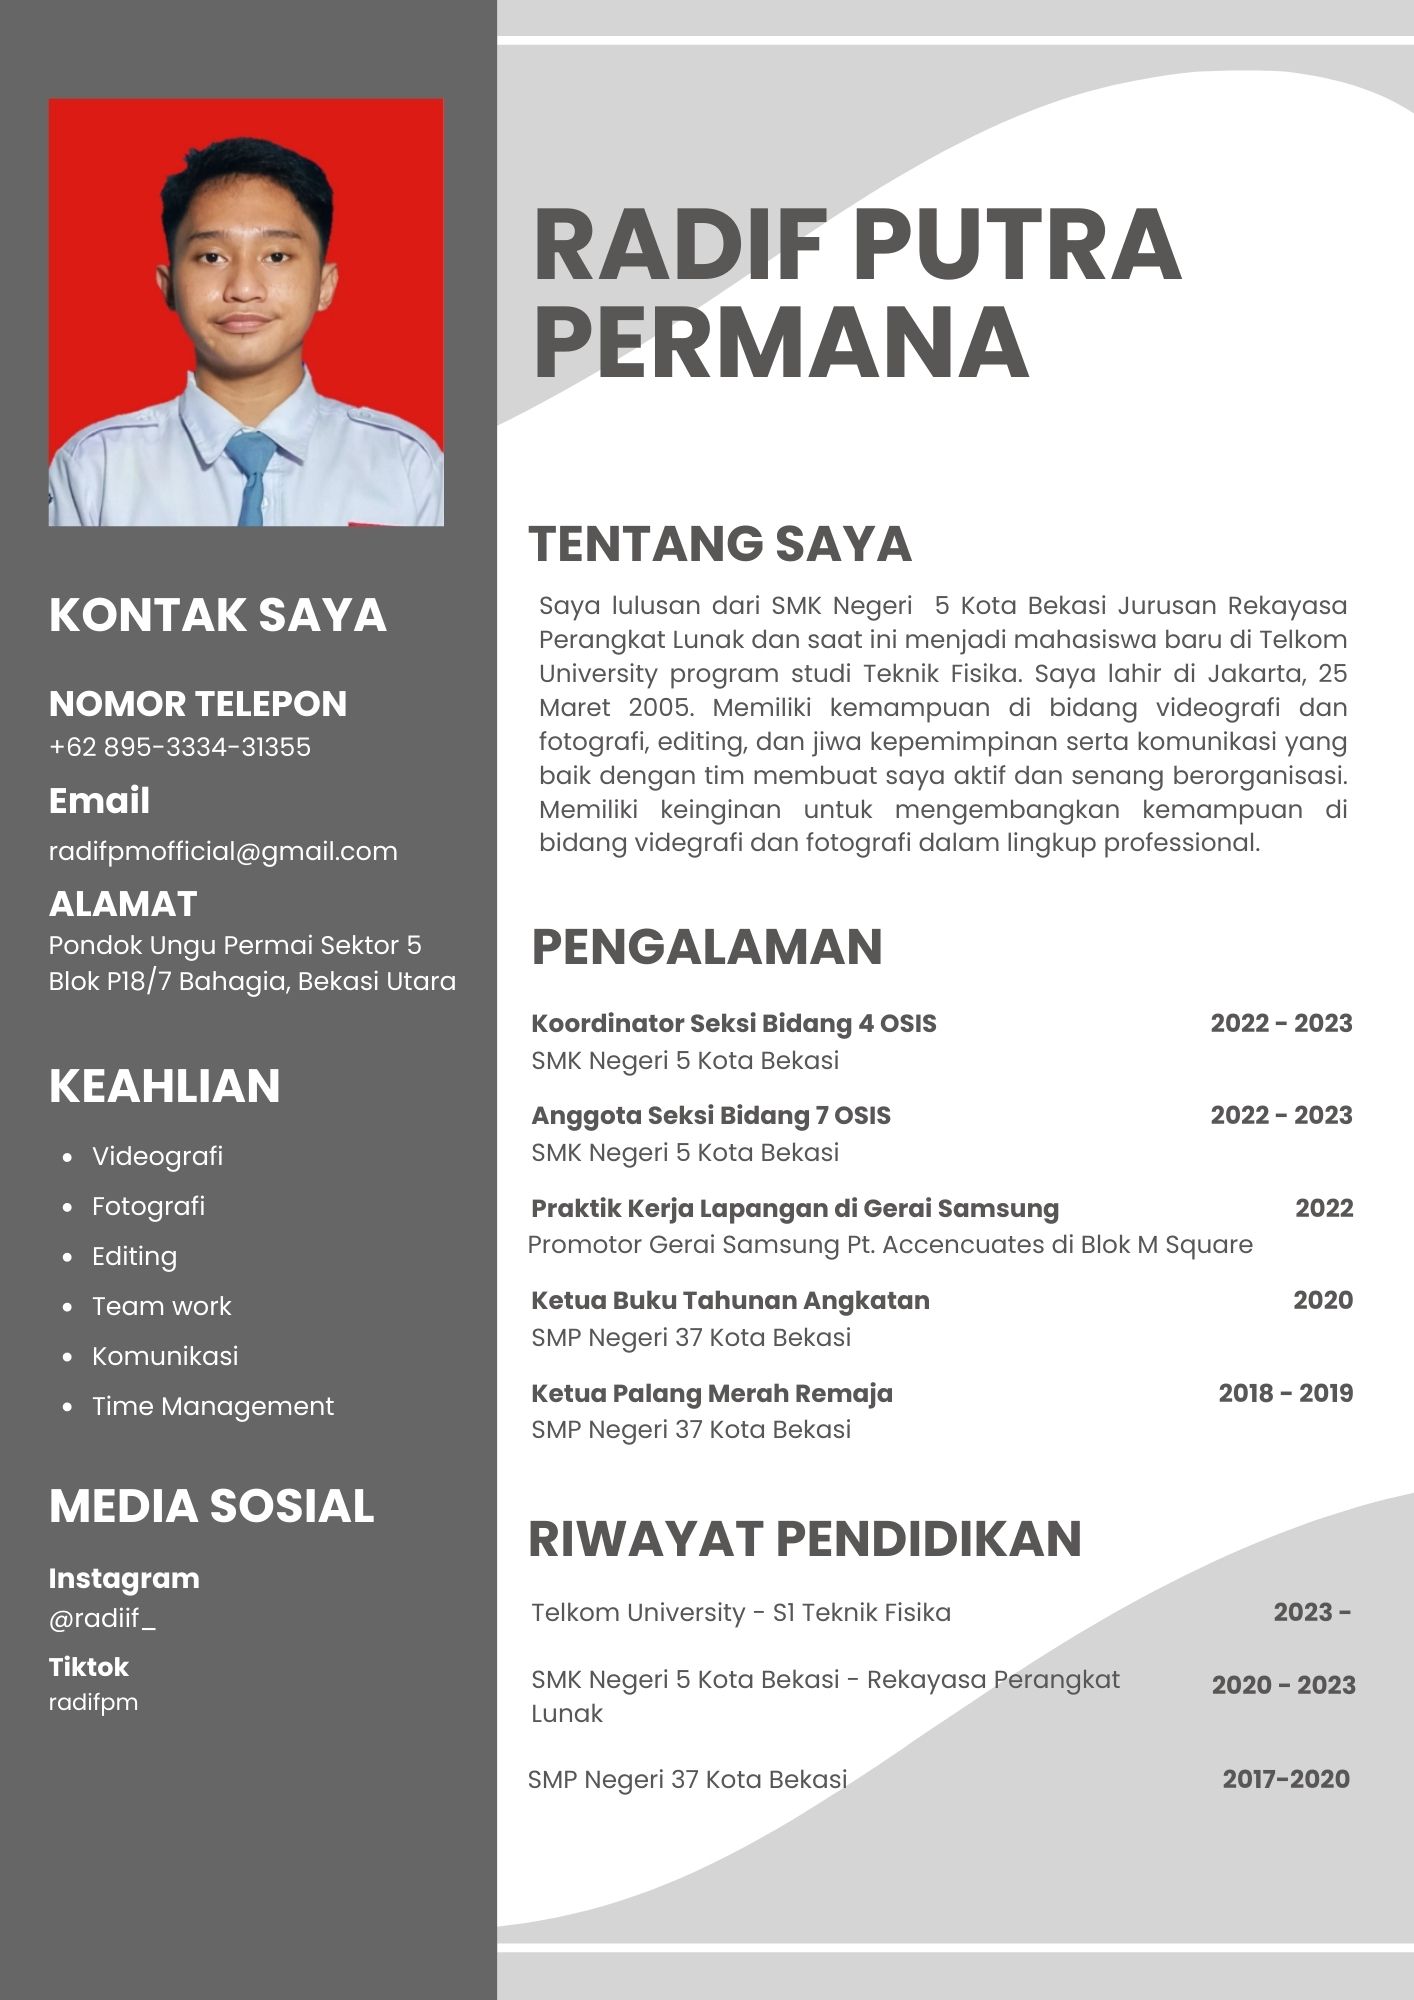 RADIF PUTRA
PERMANA
KONTAK SAYA
NOMOR TELEPON
+62 895-3334-31355
Email
radifpmofficial@gmail.com
ALAMAT
Pondok Ungu Permai Sektor 5
Blok P18/7 Bahagia, Bekasi Utara
KEAHLIAN
• Videografi
• Fotografi
• Editing
• Team work
• Komunikasi
• Time Management
MEDIA SOSIAL
Instagram
@radiif_
Tiktok
radifpm
TENTANG SAYA
Saya lulusan dari SMK Negeri 5 Kota Bekasi Jurusan Rekayasa
Perangkat Lunak dan saat ini menjadi mahasiswa baru di Telkom
University program studi Teknik Fisika. Saya lahir di Jakarta, 25
Maret 2005. Memiliki kemampuan di bidang videografi dan
fotografi, editing, dan jiwa kepemimpinan serta komunikasi yang
baik dengan tim membuat saya aktif dan senang berorganisasi.
Memiliki keinginan untuk mengembangkan kemampuan di
bidang videgrafi dan fotografi dalam lingkup professional.
PENGALAMAN
Koordinator Seksi Bidang 4 OSIS 2022 - 2023
SMK Negeri 5 Kota Bekasi
Anggota Seksi Bidang 7 OSIS 2022 - 2023
SMK Negeri 5 Kota Bekasi
Praktik Kerja Lapangan di Gerai Samsung 2022
Promotor Gerai Samsung Pt. Accencuates di Blok M Square
Ketua Buku Tahunan Angkatan 2020
SMP Negeri 37 Kota Bekasi
Ketua Palang Merah Remaja 2018 - 2019
SMP Negeri 37 Kota Bekasi
RIWAYAT PENDIDIKAN
Telkom University - S1 Teknik Fisika 2023 -
SMK Negeri 5 Kota Bekasi - Rekayasa Perangkat 2020 - 2023
Lunak
SMP Negeri 37 Kota Bekasi 2017-2020